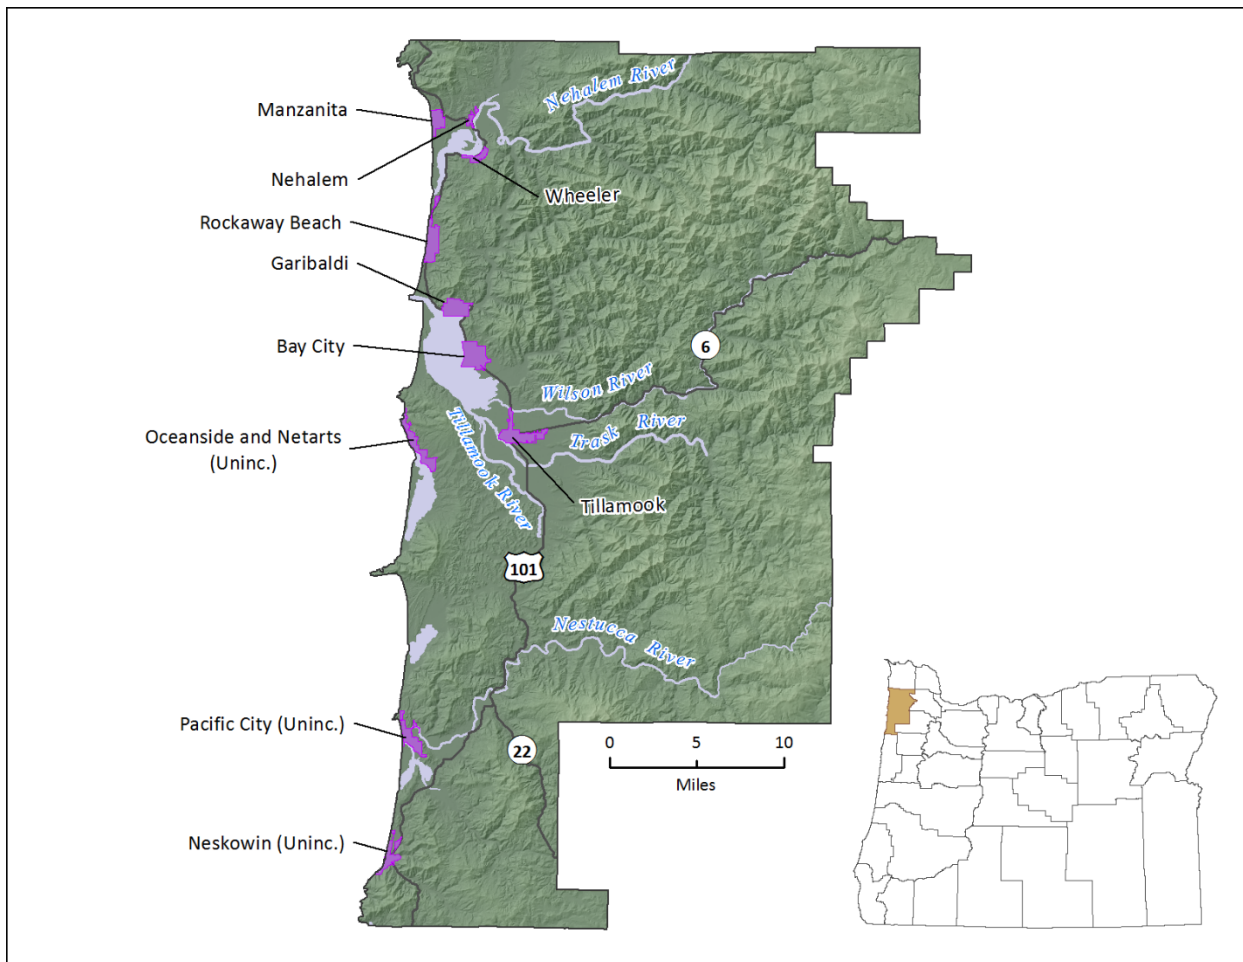 Nehalem River
Manzanita
Nehalem
Wheeler
Rockaway Beach
Garibaldi
Bay City
6
Wilson River
Tillamook River
Trask River
Oceanside and Netarts
(Uninc.)
Tillamook
101
Nestucca River
Pacific City (Uninc.)
22
0 5 10
Miles
Neskowin (Uninc.)